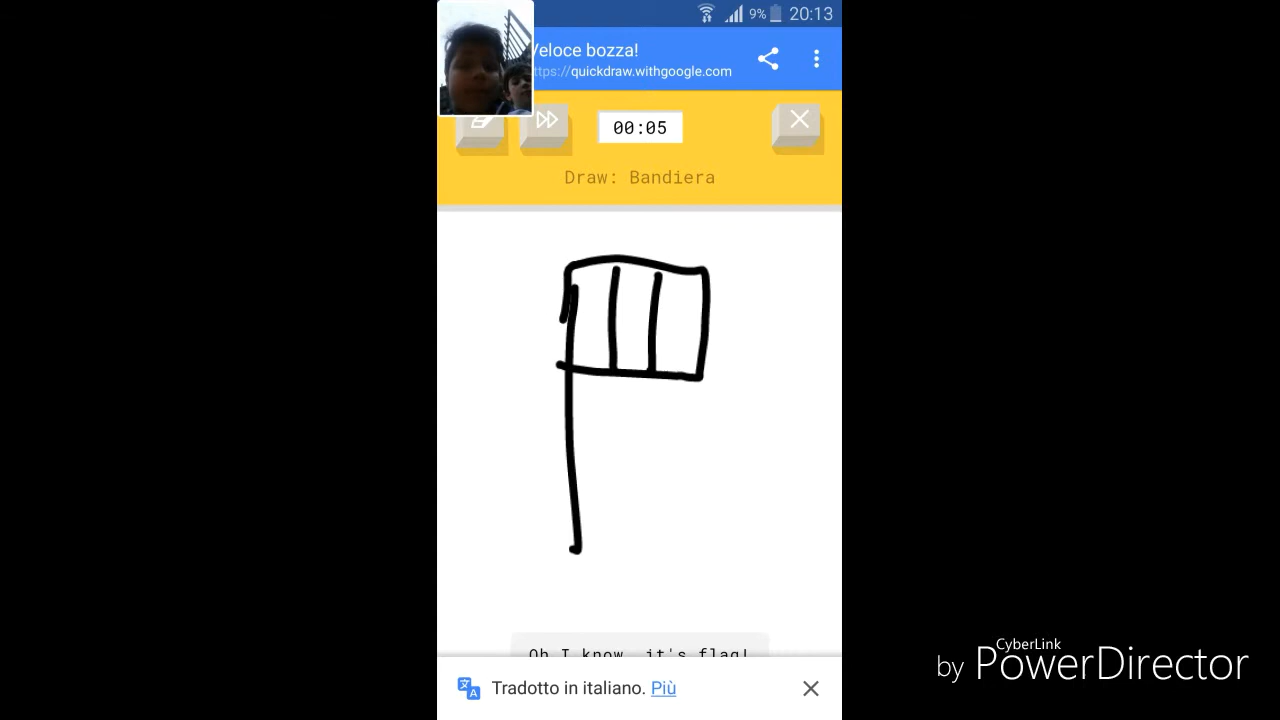 9% 20:13
Veloce bozza!
ttps://quickdraw.withgoogle.com
00:05
Draw: Bandiera
Oh I know, it's flag!
Tradotto in italiano. Più
CyberLink
by PowerDirector